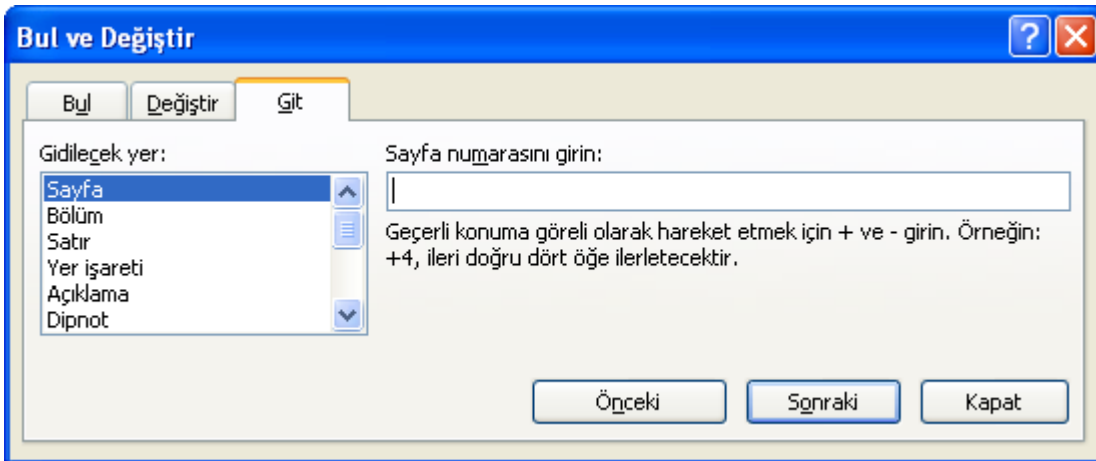 Bul ve Değiştir
Bul
Değiştir
Git
Gidilecek yer:
Sayfa
Bölüm
Satır
Yer işareti
Açıklama
Dipnot
Sayfa numarasını girin:
Geçerli konuma göreli olarak hareket etmek için + ve - girin. Örneğin:
+4, ileri doğru dört öğe ilerletecektir.
Önceki
Sonraki
Kapat